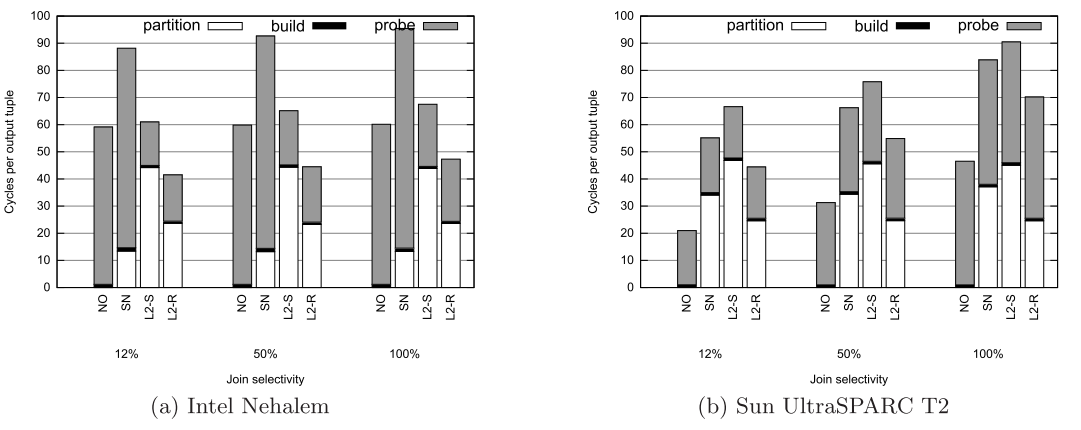 partition build probe
100
90
80
70
60
50
40
30
20
10
0
Cycles per output tuple
NO SN L2-S L2-R NO SN L2-S L2-R NO SN L2-S L2-R
12% 50% 100%
Join selectivity
(a) Intel Nehalem
partition build probe
100
90
80
70
60
50
40
30
20
10
0
Cycles per output tuple
NO SN L2-S L2-R NO SN L2-S L2-R NO SN L2-S L2-R
12% 50% 100%
Join selectivity
(b) Sun UltraSPARC T2